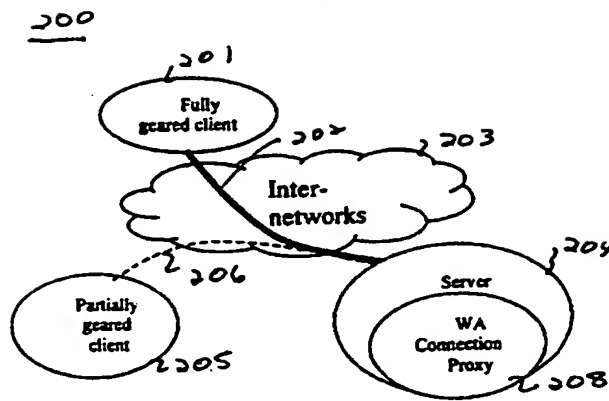 200
201
Fully
geared client
202
203
Inter-
networks
204
206
Server
Partially
geared
client
WA
Connection
Proxy
205
208